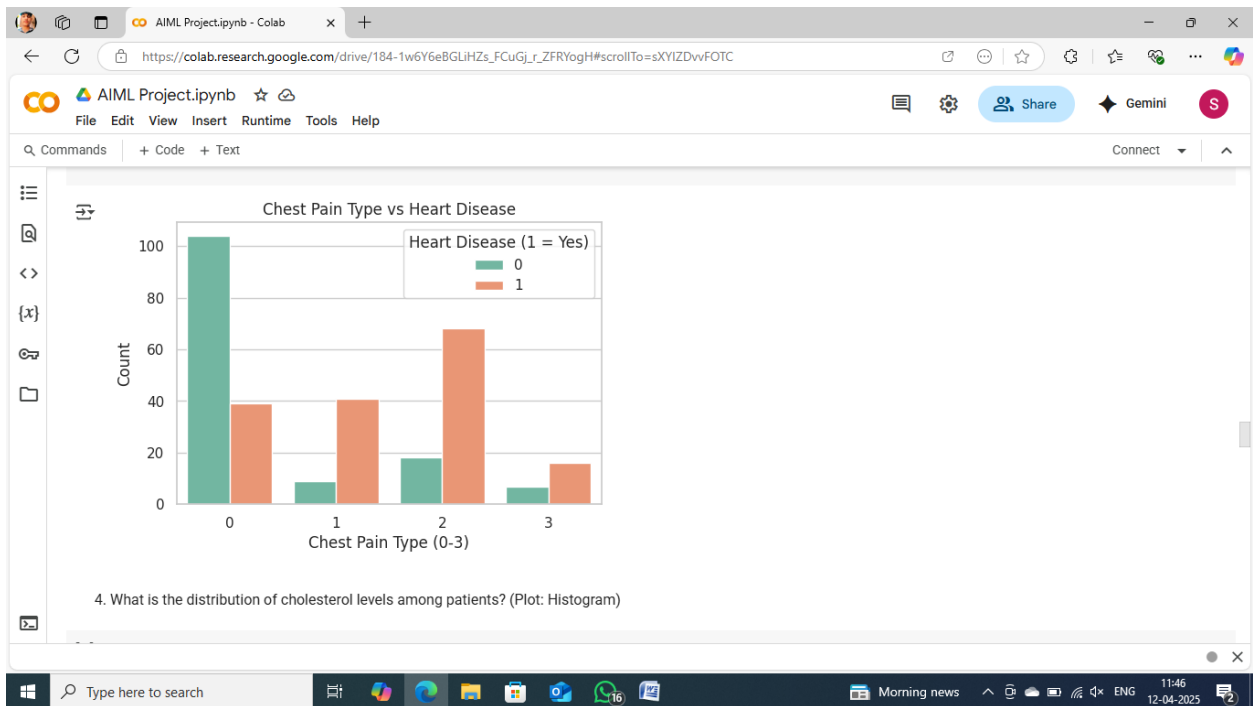 AIML Project.ipynb - Colab
https://colab.research.google.com/drive/184-1w6Y6eBGLiHZs_FCuGj_r_ZFRYogH#scrollTo=sXYIZDvvFOTC
CO AIML Project.ipynb
Share
Gemini
S
File Edit View Insert Runtime Tools Help
Commands + Code + Text
Connect
Chest Pain Type vs Heart Disease
Heart Disease (1 = Yes)
0
1
100
80
60
40
20
0
Count
0 1 2 3
Chest Pain Type (0-3)
{x}
4. What is the distribution of cholesterol levels among patients? (Plot: Histogram)
Type here to search
16
Morning news
ENG
11:46
12-04-2025
2